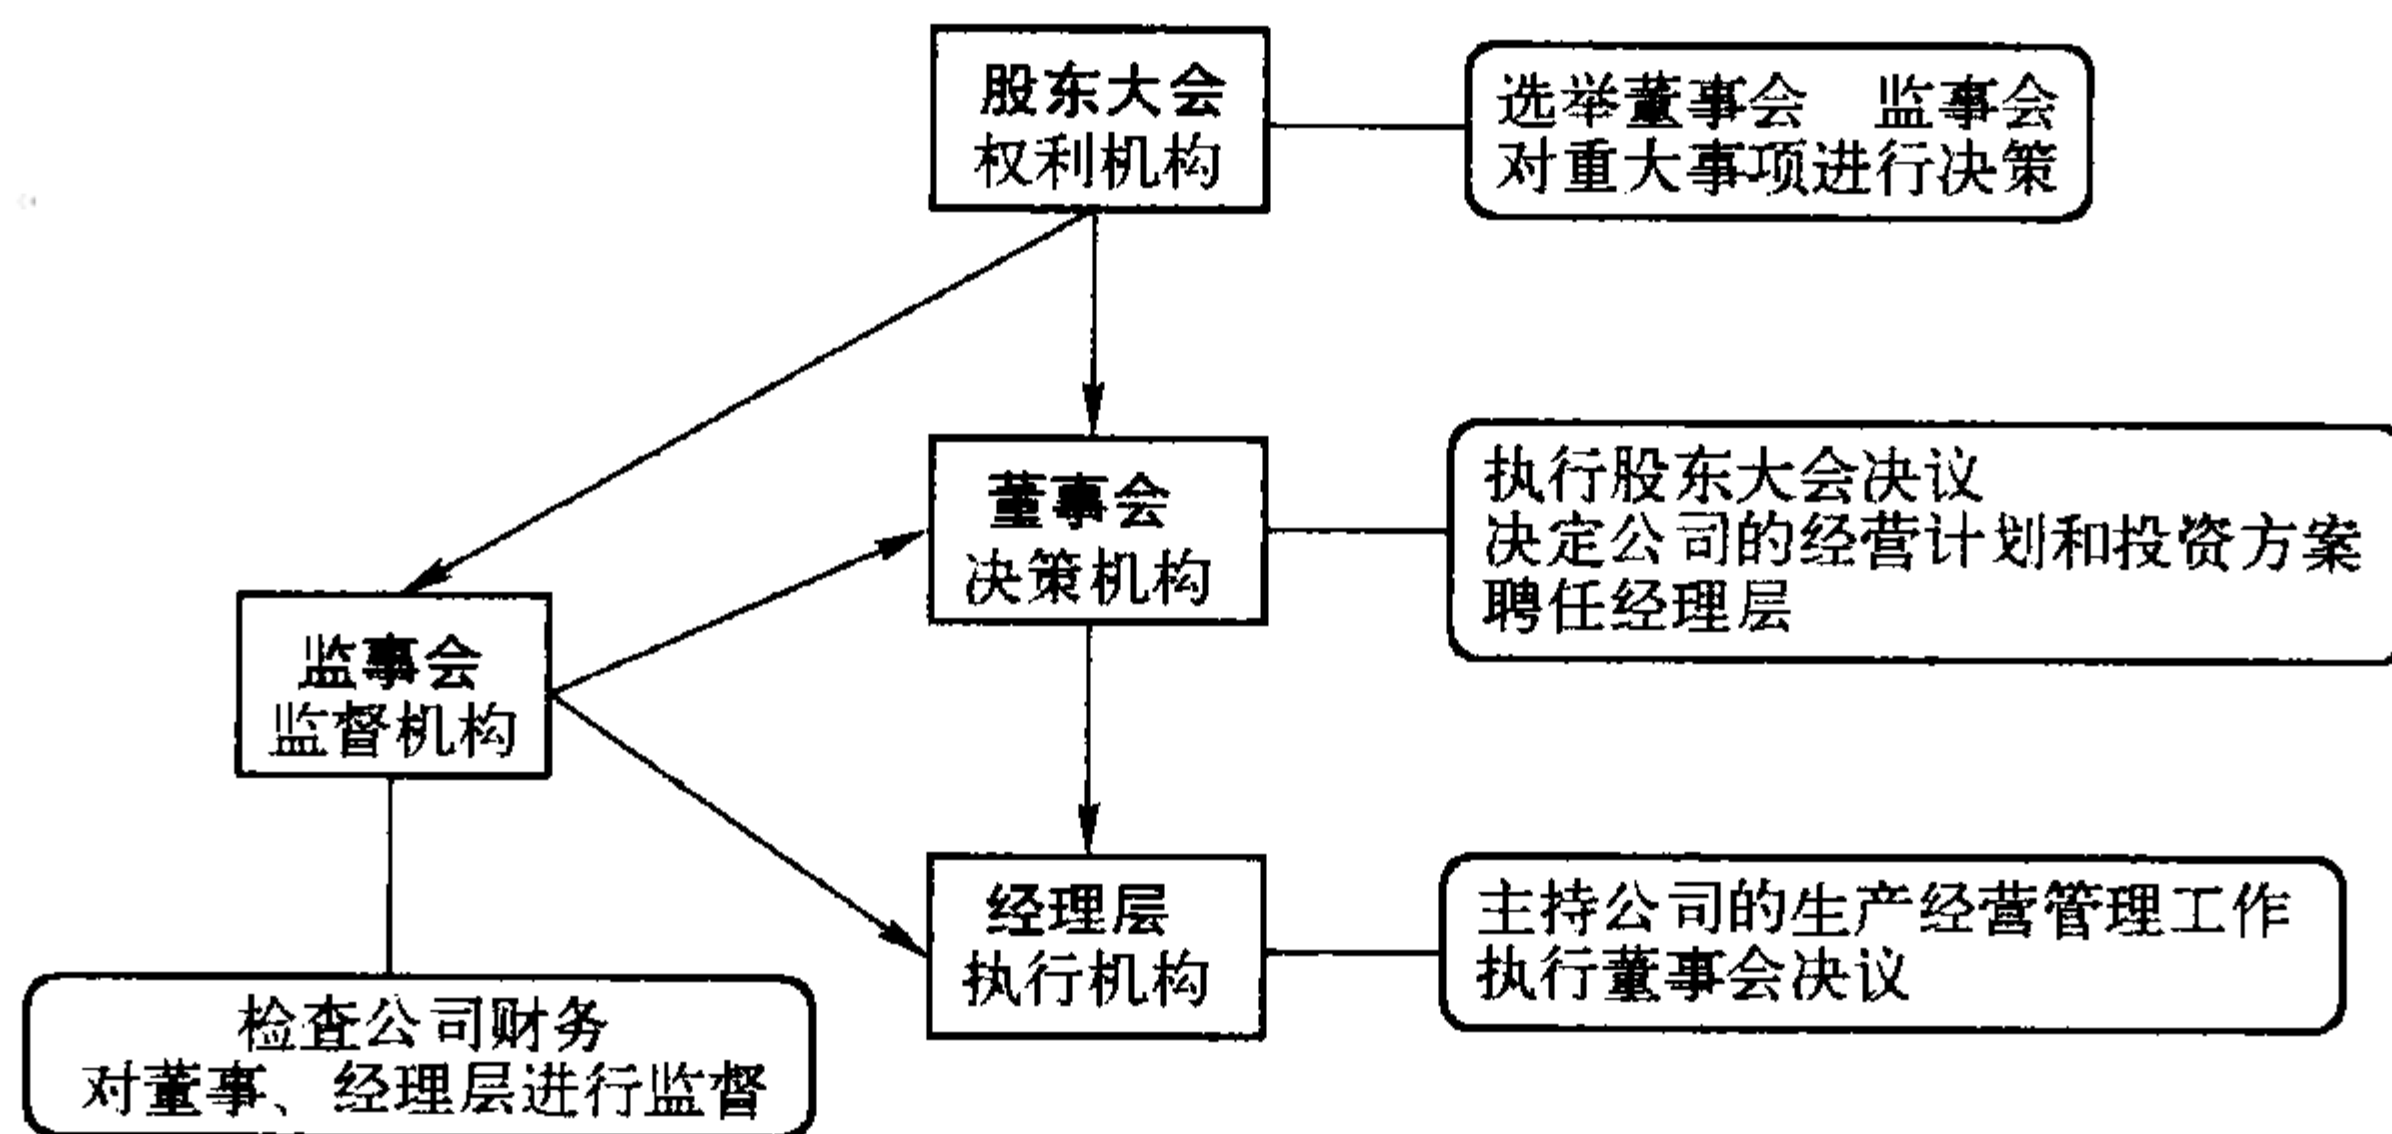 股东大会
权利机构
选举董事会 监事会
对重大事项进行决策
董事会
决策机构
执行股东大会决议
决定公司的经营计划和投资方案
聘任经理层
监事会
监督机构
经理层
执行机构
主持公司的生产经营管理工作
执行董事会决议
检查公司财务
对董事、经理层进行监督